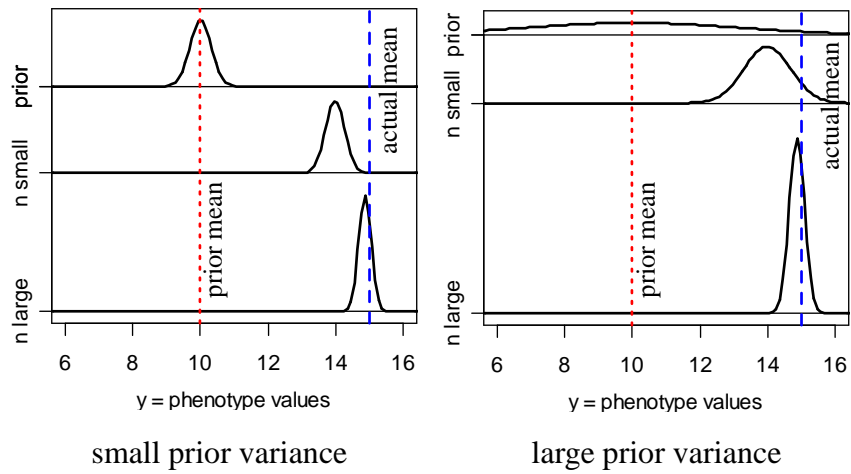 prior
n small
n large
actual mean
prior mean
6 8 10 12 14 16
y = phenotype values
small prior variance
prior
n small
n large
actual mean
prior mean
6 8 10 12 14 16
y = phenotype values
large prior variance